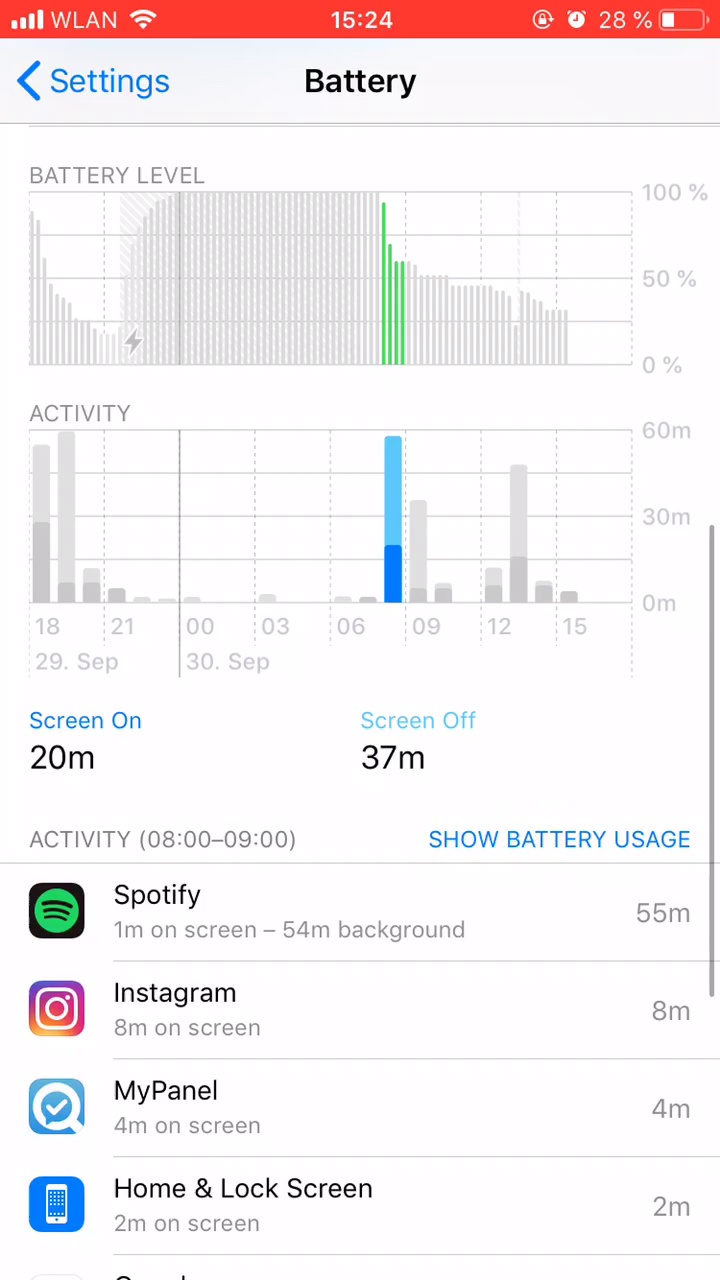 WLAN 15:24 28 %
Settings Battery
BATTERY LEVEL
100 %
50 %
0 %
ACTIVITY
60m
30m
0m
18 21 00 03 06 09 12 15
29. Sep 30. Sep
Screen On Screen Off
20m 37m
ACTIVITY (08:00–09:00) SHOW BATTERY USAGE
Spotify
1m on screen – 54m background
55m
Instagram
8m on screen
8m
MyPanel
4m on screen
4m
Home & Lock Screen
2m on screen
2m